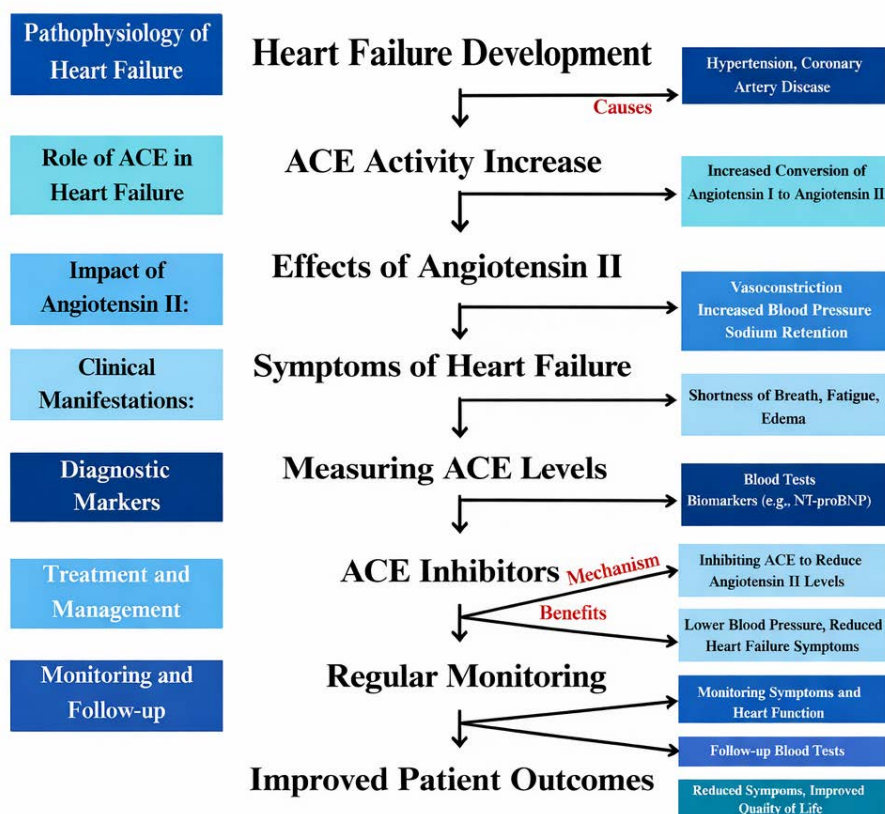 Pathophysiology of
Heart Failure
Heart Failure Development
Hypertension, Coronary
Artery Disease
Causes
Role of ACE in
Heart Failure
ACE Activity Increase
Increased Conversion of
Angiotensin I to Angiotensin II
Impact of
Angiotensin II:
Effects of Angiotensin II
Vasoconstriction
Increased Blood Pressure
Sodium Retention
Clinical
Manifestations:
Symptoms of Heart Failure
Shortness of Breath, Fatigue,
Edema
Diagnostic
Markers
Measuring ACE Levels
Blood Tests
Biomarkers (e.g., NT-proBNP)
Treatment and
Management
ACE Inhibitors
Mechanism
Benefits
Inhibiting ACE to Reduce
Angiotensin II Levels
Lower Blood Pressure, Reduced
Heart Failure Symptoms
Monitoring and
Follow-up
Regular Monitoring
Monitoring Symptoms and
Heart Function
Follow-up Blood Tests
Improved Patient Outcomes
Reduced Sympoms, Improved
Quality of Life